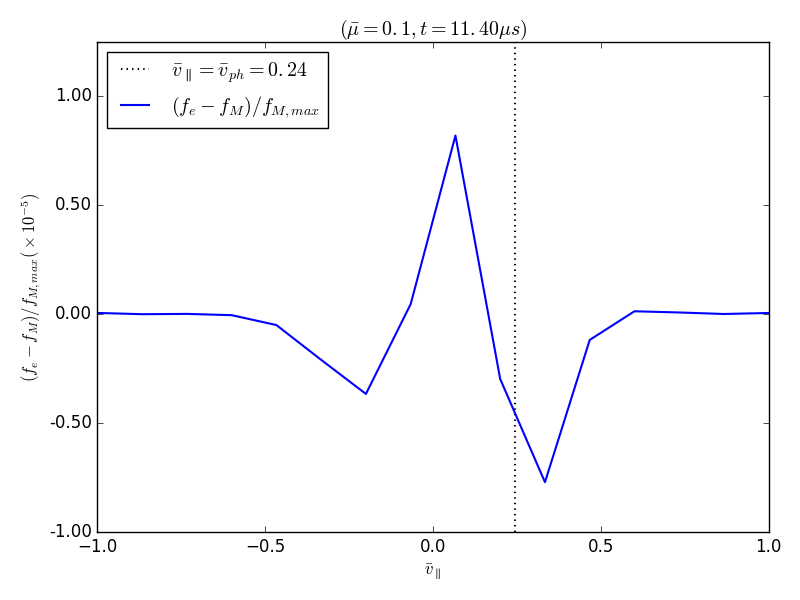 (μ̄ = 0.1, t = 11.40μs)
v̄∥ = v̄ph = 0.24
(fe − fM)/fM,max
1.00
0.50
0.00
-0.50
-1.00
(fe − fM)/fM,max(×10⁻⁵)
−1.0 −0.5 0.0 0.5 1.0
v̄∥